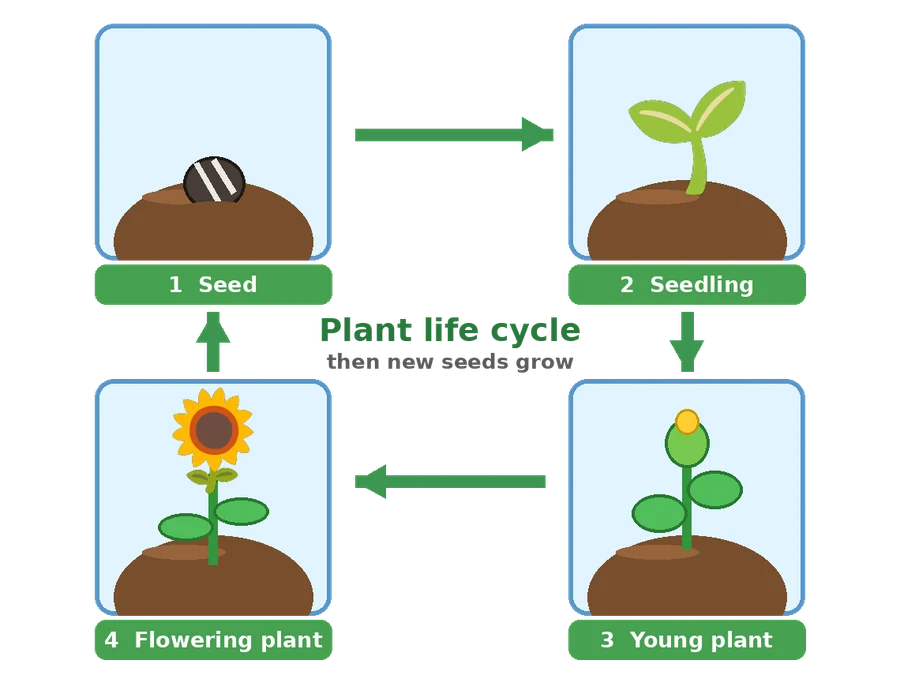 1 Seed
2 Seedling
Plant life cycle
then new seeds grow
4 Flowering plant
3 Young plant